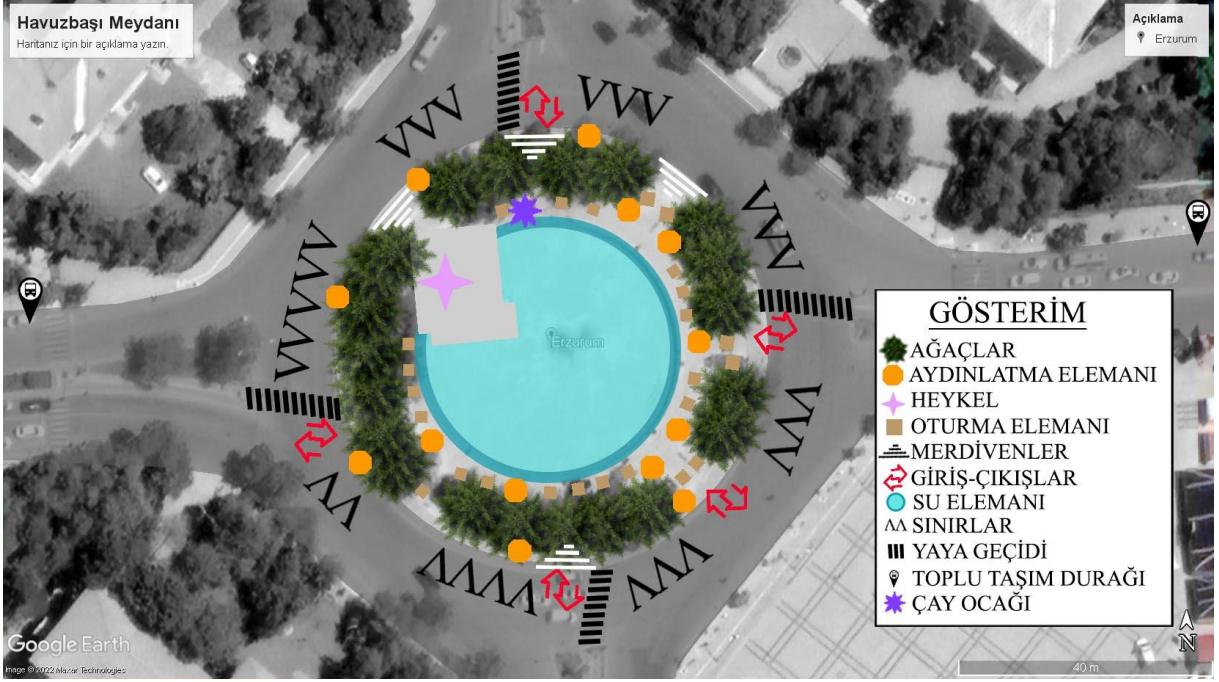 Havuzbaşı Meydanı
Haritanız için bir açıklama yazın.
Açıklama
Erzurum
Erzurum
GÖSTERİM
AĞAÇLAR
AYDINLATMA ELEMANI
HEYKEL
OTURMA ELEMANI
MERDİVENLER
GİRİŞ-ÇIKIŞLAR
SU ELEMANI
SINIRLAR
YAYA GEÇİDİ
TOPLU TAŞIM DURAĞI
ÇAY OCAĞI
N
40 m
Google Earth
Image © 2022 Maxar Technologies